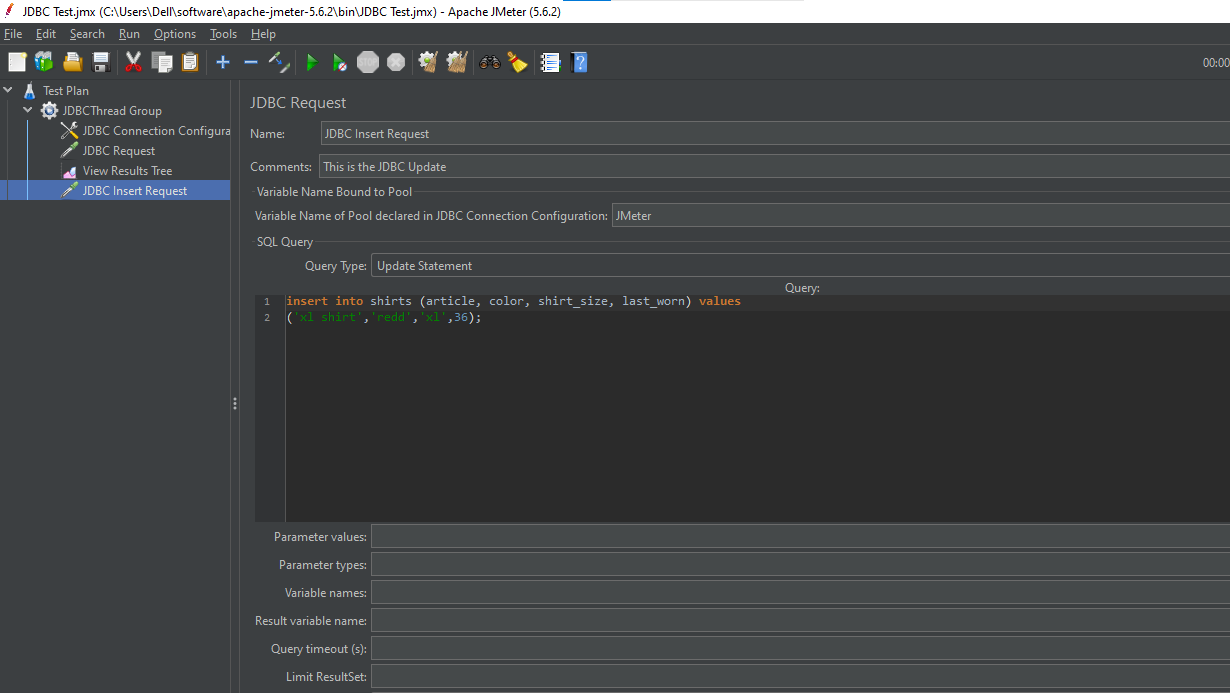 JDBC Test.jmx (C:\Users\Dell\software\apache-jmeter-5.6.2\bin\JDBC Test.jmx) - Apache JMeter (5.6.2)
File Edit Search Run Options Tools Help
STOP
00:00
Test Plan
JDBCThread Group
JDBC Connection Configura
JDBC Request
View Results Tree
JDBC Insert Request
JDBC Request
Name: JDBC Insert Request
Comments: This is the JDBC Update
Variable Name Bound to Pool
Variable Name of Pool declared in JDBC Connection Configuration: JMeter
SQL Query
Query Type: Update Statement
Query:
1 insert into shirts (article, color, shirt_size, last_worn) values
2 ('xl shirt','redd','xl',36);
Parameter values:
Parameter types:
Variable names:
Result variable name:
Query timeout (s):
Limit ResultSet: